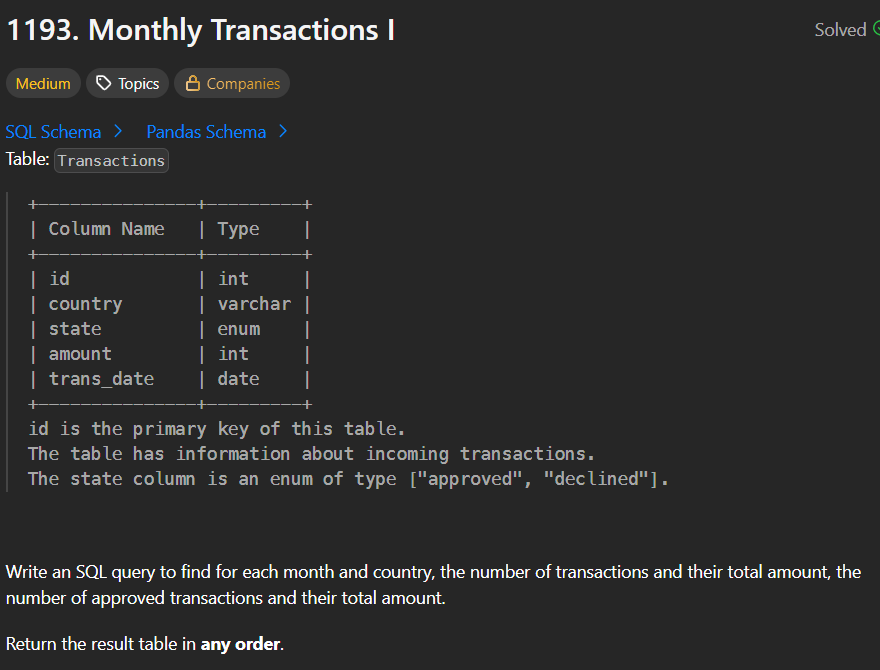 1193. Monthly Transactions I
Solved
Medium Topics Companies
SQL Schema > Pandas Schema >
Table: Transactions
+---------------+---------+
| Column Name   | Type    |
+---------------+---------+
| id            | int     |
| country       | varchar |
| state         | enum    |
| amount        | int     |
| trans_date    | date    |
+---------------+---------+
id is the primary key of this table.
The table has information about incoming transactions.
The state column is an enum of type ["approved", "declined"].
Write an SQL query to find for each month and country, the number of transactions and their total amount, the
number of approved transactions and their total amount.
Return the result table in any order.